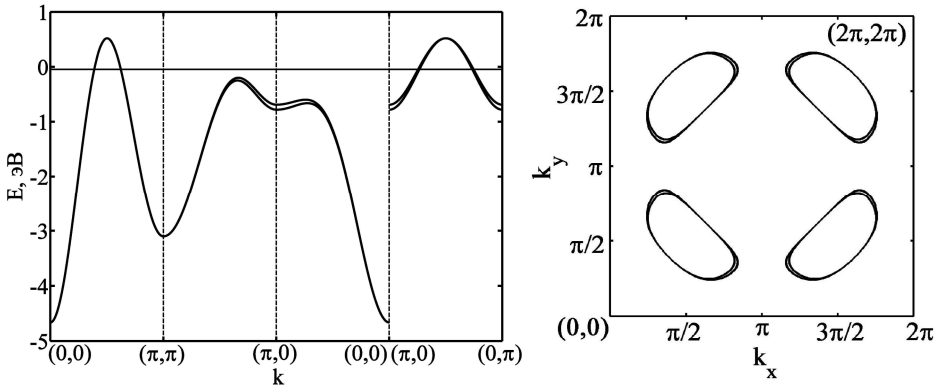 1
0
-1
-2
-3
-4
-5
E, эВ
(0,0) (π,π) (π,0) (0,0) (π,0) (0,π)
k
2π
3π/2
π
π/2
(0,0)
k_y
(2π,2π)
π/2 π 3π/2 2π
k_x